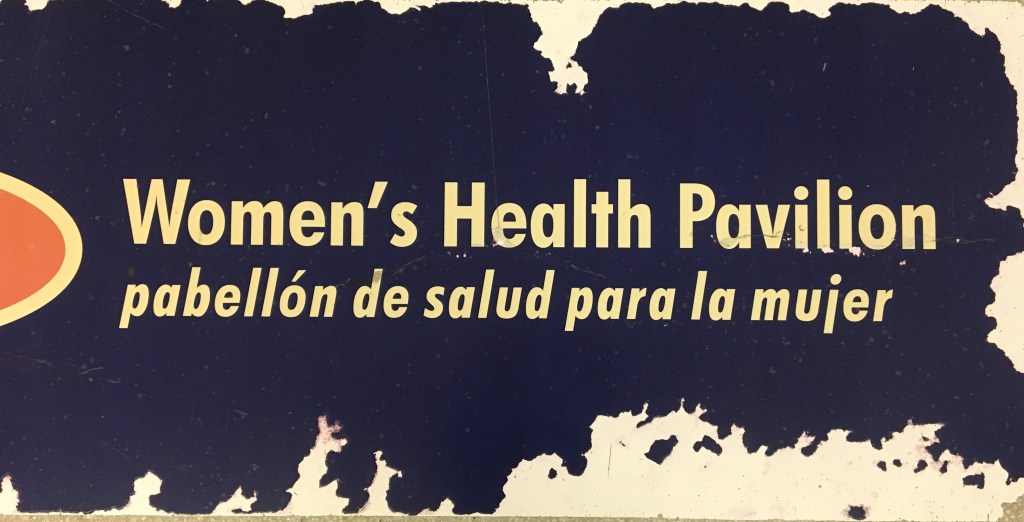 Women's Health Pavilion
pabellón de salud para la mujer